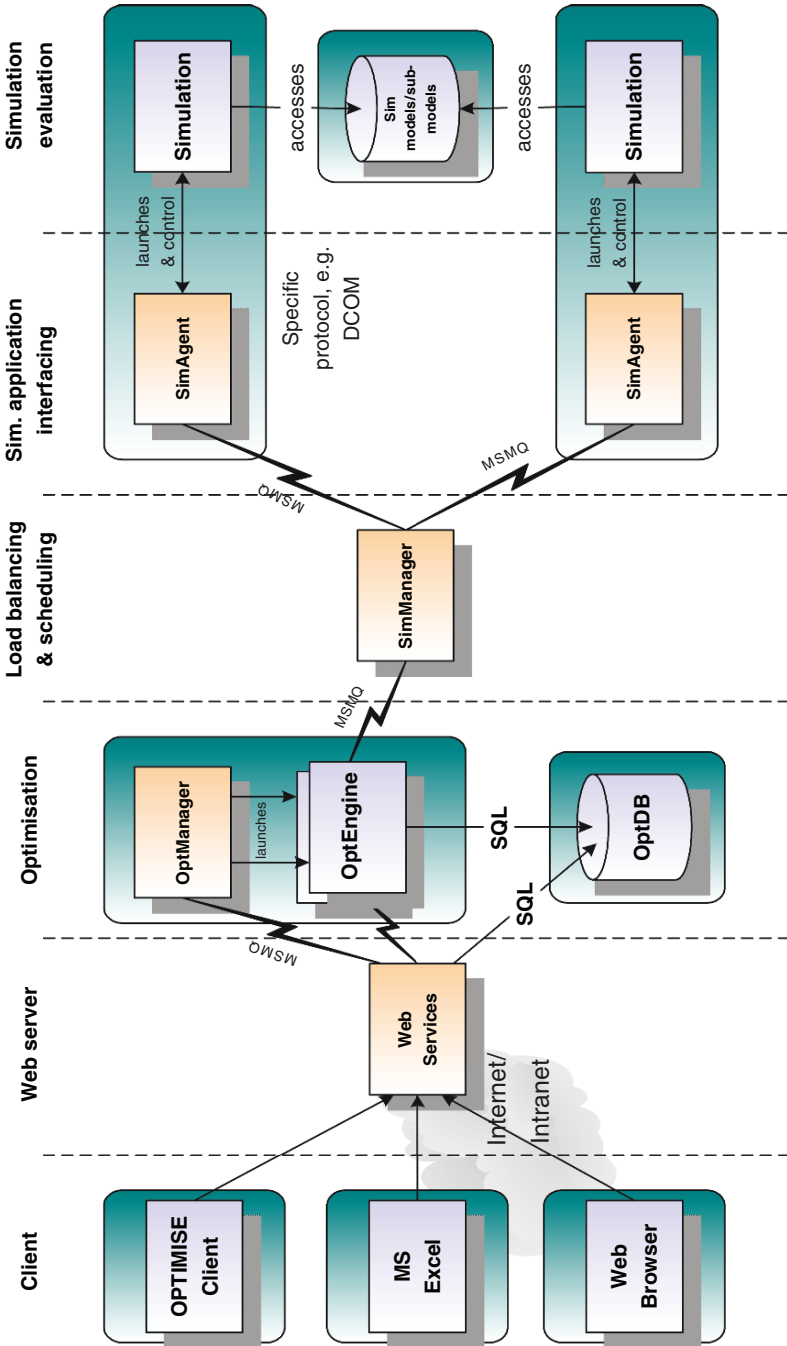 Client
Web server
Optimisation
Load balancing
& scheduling
Sim. application
interfacing
Simulation
evaluation
OPTIMISE
Client
MS
Excel
Web
Browser
Internet/
Intranet
Web
Services
MSMQ
OptManager
launches
OptEngine
SQL
SQL
OptDB
MSMQ
SimManager
MSMQ
MSMQ
SimAgent
launches
& control
Simulation
Specific
protocol, e.g.
DCOM
accesses
Sim
models/sub-
models
accesses
SimAgent
launches
& control
Simulation